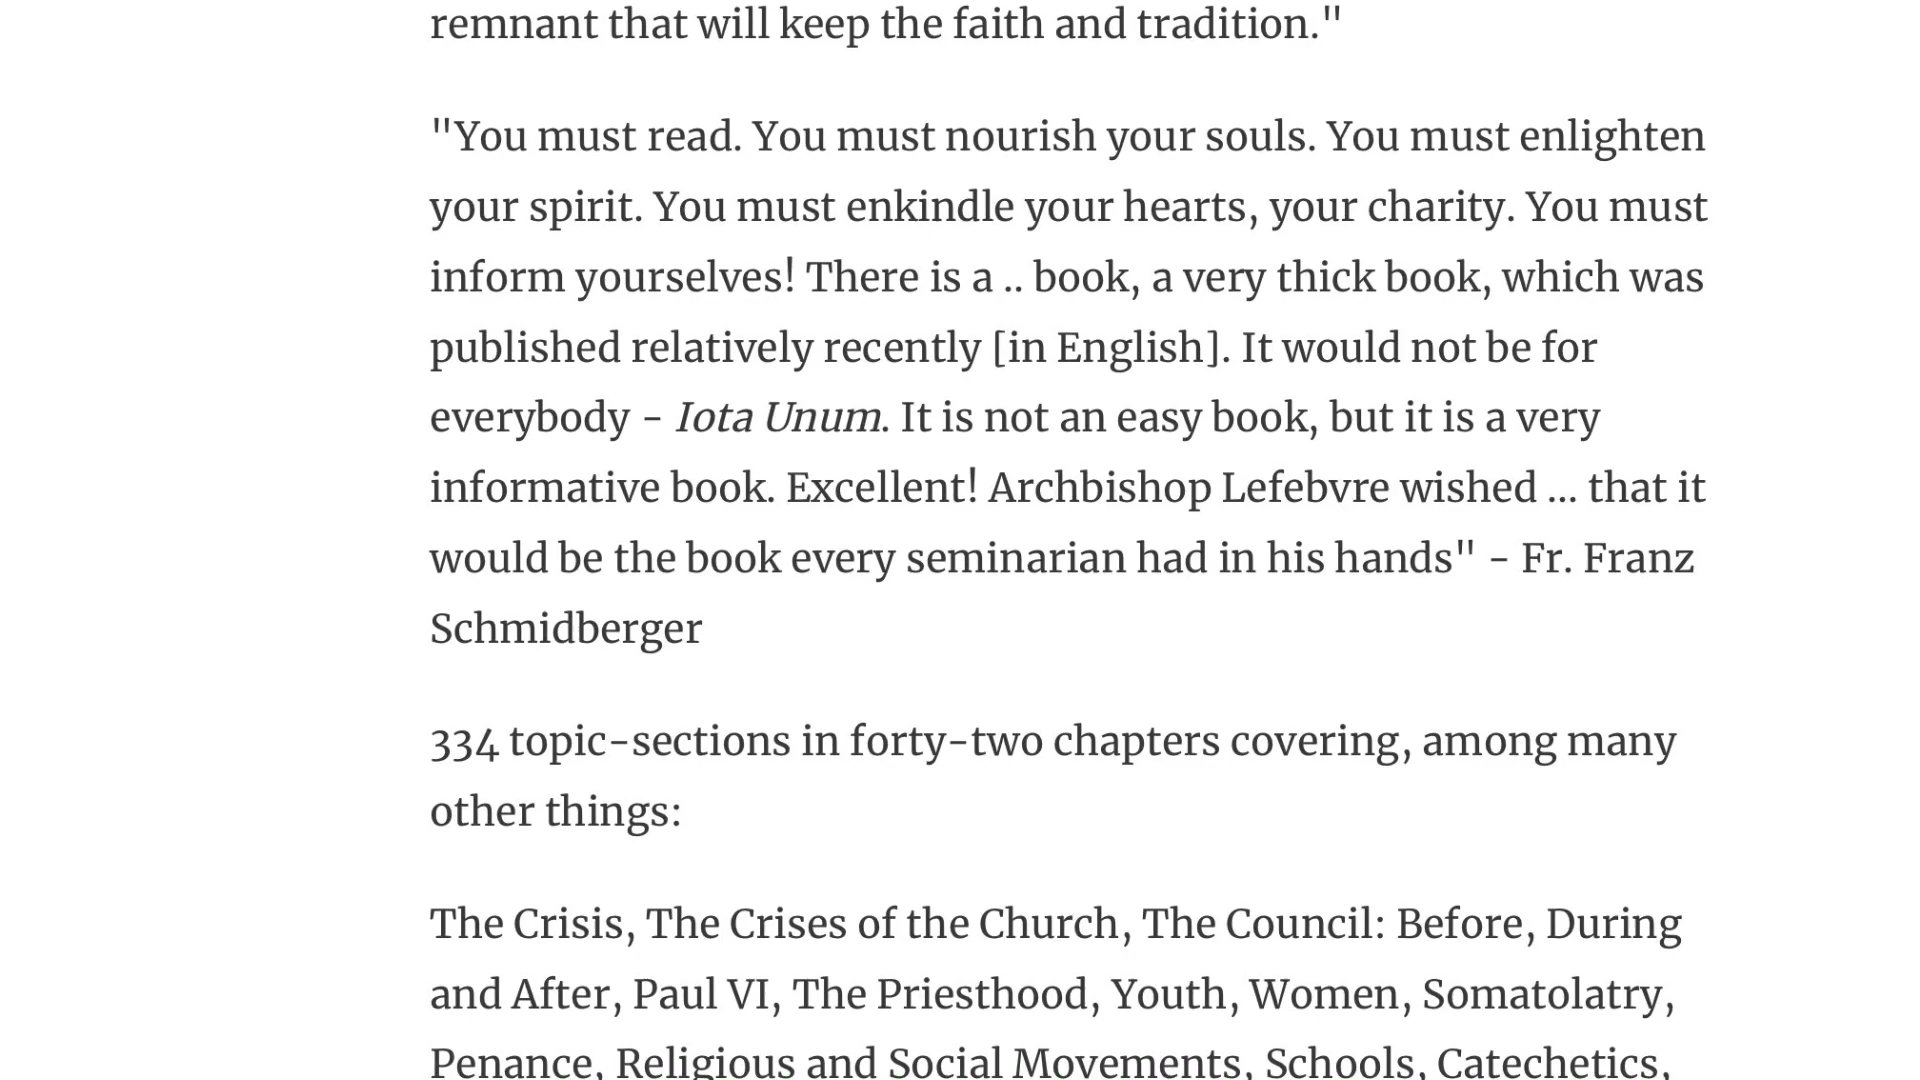 remnant that will keep the faith and tradition."
"You must read. You must nourish your souls. You must enlighten
your spirit. You must enkindle your hearts, your charity. You must
inform yourselves! There is a .. book, a very thick book, which was
published relatively recently [in English]. It would not be for
everybody - Iota Unum. It is not an easy book, but it is a very
informative book. Excellent! Archbishop Lefebvre wished ... that it
would be the book every seminarian had in his hands" - Fr. Franz
Schmidberger
334 topic-sections in forty-two chapters covering, among many
other things:
The Crisis, The Crises of the Church, The Council: Before, During
and After, Paul VI, The Priesthood, Youth, Women, Somatolatry,
Penance, Religious and Social Movements, Schools, Catechetics,